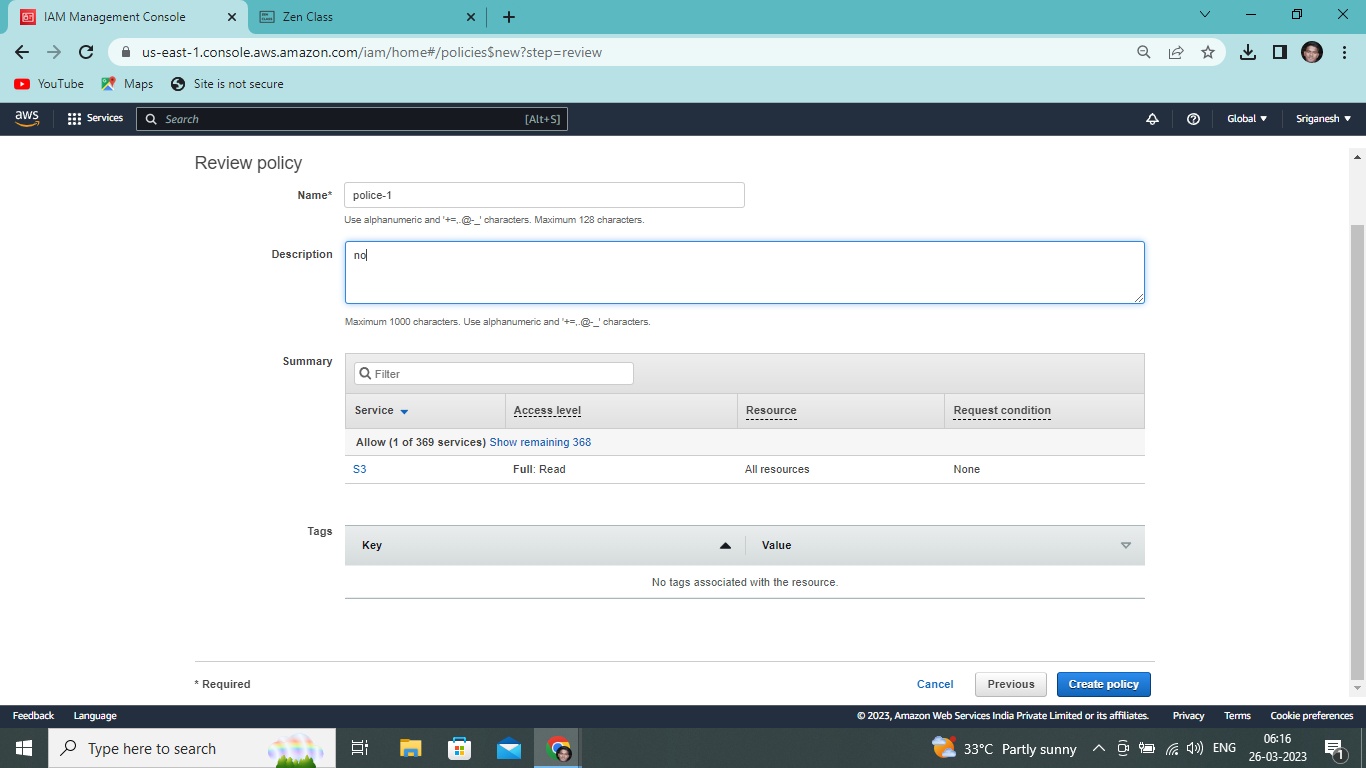 IAM Management Console
Zen Class
us-east-1.console.aws.amazon.com/iam/home#/policies$new?step=review
YouTube Maps Site is not secure
aws Services Search [Alt+S] Global Sriganesh
Review policy
Name* police-1
Use alphanumeric and '+=,.@-_' characters. Maximum 128 characters.
Description no
Maximum 1000 characters. Use alphanumeric and '+=,.@-_' characters.
Summary Filter
Service Access level Resource Request condition
Allow (1 of 369 services) Show remaining 368
S3 Full: Read All resources None
Tags Key Value
No tags associated with the resource.
* Required Cancel Previous Create policy
Feedback Language © 2023, Amazon Web Services India Private Limited or its affiliates. Privacy Terms Cookie preferences
Type here to search 33°C Partly sunny ENG 06:16
26-03-2023 1